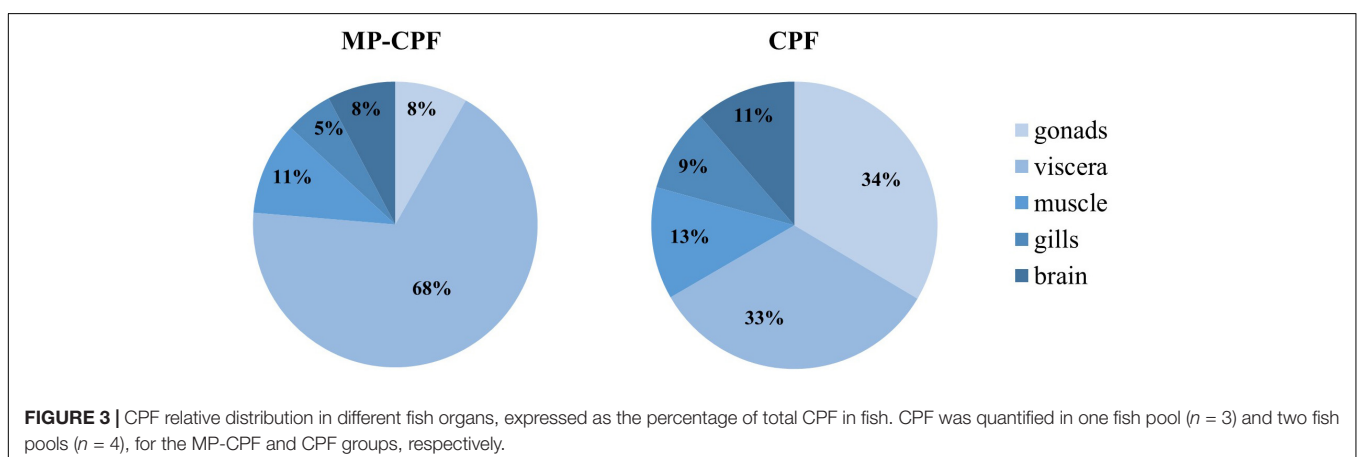 MP-CPF
CPF
8%
8%
5%
11%
68%
11%
9%
13%
33%
34%
gonads
viscera
muscle
gills
brain
FIGURE 3 | CPF relative distribution in different fish organs, expressed as the percentage of total CPF in fish. CPF was quantified in one fish pool (n = 3) and two fish
pools (n = 4), for the MP-CPF and CPF groups, respectively.